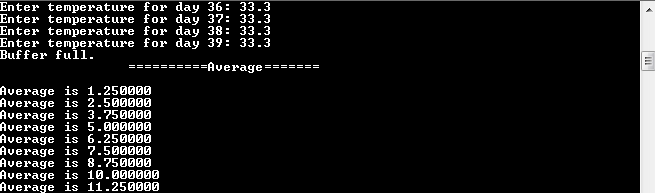 Enter temperature for day 36: 33.3
Enter temperature for day 37: 33.3
Enter temperature for day 38: 33.3
Enter temperature for day 39: 33.3
Buffer full.
==========Average=======
Average is 1.250000
Average is 2.500000
Average is 3.750000
Average is 5.000000
Average is 6.250000
Average is 7.500000
Average is 8.750000
Average is 10.000000
Average is 11.250000